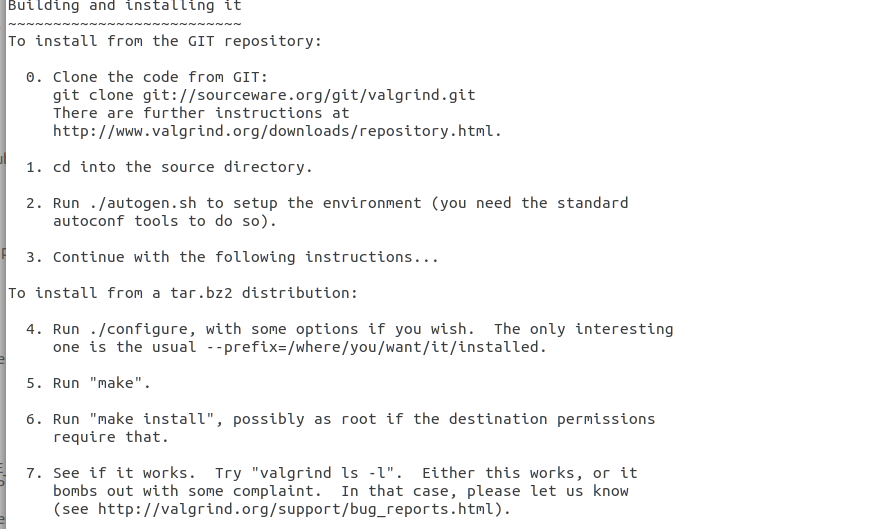 Building and installing it
~~~~~~~~~~~~~~~~~~~~~~~~~~
To install from the GIT repository:
0. Clone the code from GIT:
git clone git://sourceware.org/git/valgrind.git
There are further instructions at
http://www.valgrind.org/downloads/repository.html.
1. cd into the source directory.
2. Run ./autogen.sh to setup the environment (you need the standard
autoconf tools to do so).
3. Continue with the following instructions...
To install from a tar.bz2 distribution:
4. Run ./configure, with some options if you wish.  The only interesting
one is the usual --prefix=/where/you/want/it/installed.
5. Run "make".
6. Run "make install", possibly as root if the destination permissions
require that.
7. See if it works.  Try "valgrind ls -l".  Either this works, or it
bombs out with some complaint.  In that case, please let us know
(see http://valgrind.org/support/bug_reports.html).